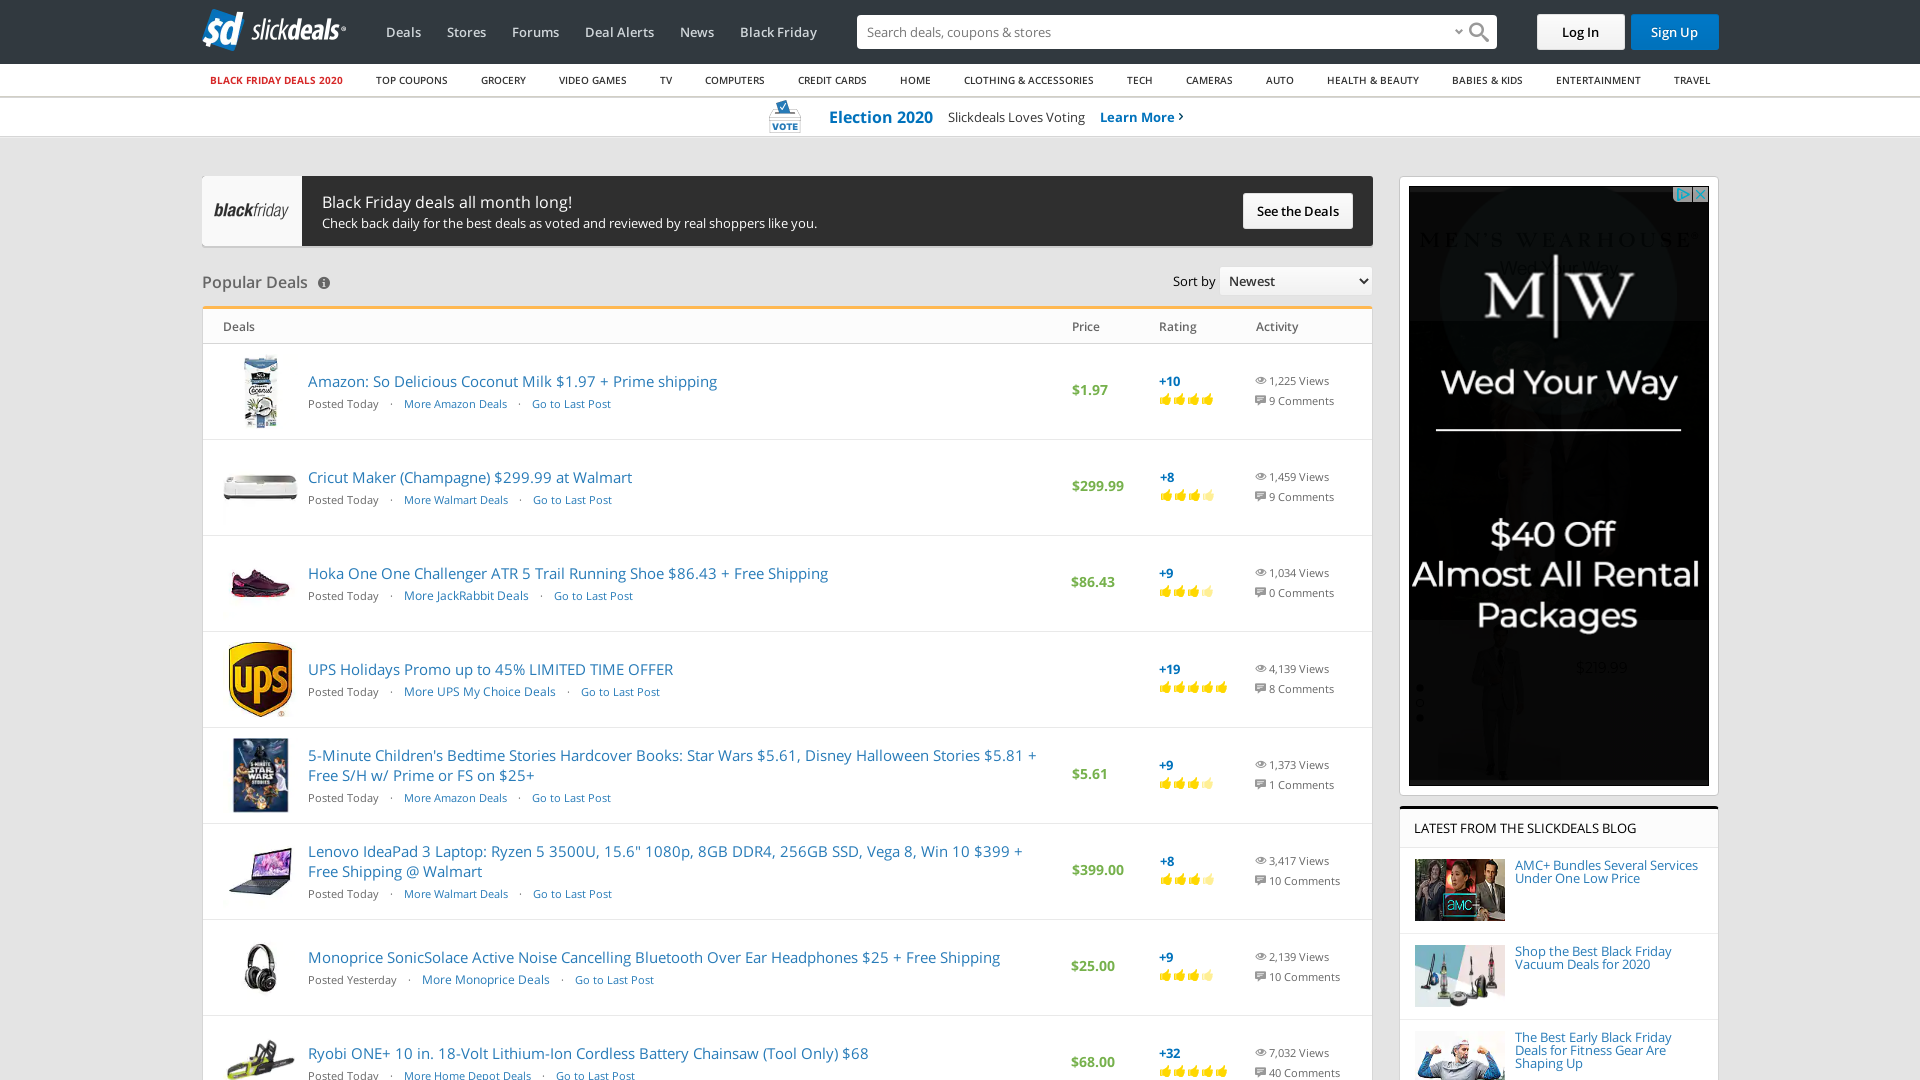 slickdeals
Deals Stores Forums Deal Alerts News Black Friday
Search deals, coupons & stores
Log In Sign Up
BLACK FRIDAY DEALS 2020 TOP COUPONS GROCERY VIDEO GAMES TV COMPUTERS CREDIT CARDS HOME CLOTHING & ACCESSORIES TECH CAMERAS AUTO HEALTH & BEAUTY BABIES & KIDS ENTERTAINMENT TRAVEL
VOTE Election 2020 Slickdeals Loves Voting Learn More
blackfriday
Black Friday deals all month long!
Check back daily for the best deals as voted and reviewed by real shoppers like you.
See the Deals
Popular Deals
Sort by Newest
Deals Price Rating Activity
Amazon: So Delicious Coconut Milk $1.97 + Prime shipping
Posted Today · More Amazon Deals · Go to Last Post
$1.97
+10
1,225 Views
9 Comments
Cricut Maker (Champagne) $299.99 at Walmart
Posted Today · More Walmart Deals · Go to Last Post
$299.99
+8
1,459 Views
9 Comments
Hoka One One Challenger ATR 5 Trail Running Shoe $86.43 + Free Shipping
Posted Today · More JackRabbit Deals · Go to Last Post
$86.43
+9
1,034 Views
0 Comments
ups
UPS Holidays Promo up to 45% LIMITED TIME OFFER
Posted Today · More UPS My Choice Deals · Go to Last Post
+19
4,139 Views
8 Comments
5-Minute Children's Bedtime Stories Hardcover Books: Star Wars $5.61, Disney Halloween Stories $5.81 +
Free S/H w/ Prime or FS on $25+
Posted Today · More Amazon Deals · Go to Last Post
$5.61
+9
1,373 Views
1 Comments
Lenovo IdeaPad 3 Laptop: Ryzen 5 3500U, 15.6" 1080p, 8GB DDR4, 256GB SSD, Vega 8, Win 10 $399 +
Free Shipping @ Walmart
Posted Today · More Walmart Deals · Go to Last Post
$399.00
+8
3,417 Views
10 Comments
Monoprice SonicSolace Active Noise Cancelling Bluetooth Over Ear Headphones $25 + Free Shipping
Posted Yesterday · More Monoprice Deals · Go to Last Post
$25.00
+9
2,139 Views
10 Comments
Ryobi ONE+ 10 in. 18-Volt Lithium-Ion Cordless Battery Chainsaw (Tool Only) $68
Posted Today · More Home Depot Deals · Go to Last Post
$68.00
+32
7,032 Views
40 Comments
MEN'S WEARHOUSE
M|W
Wed Your Way
$40 Off
Almost All Rental
Packages
$219.99
LATEST FROM THE SLICKDEALS BLOG
amc+
AMC+ Bundles Several Services
Under One Low Price
Shop the Best Black Friday
Vacuum Deals for 2020
The Best Early Black Friday
Deals for Fitness Gear Are
Shaping Up